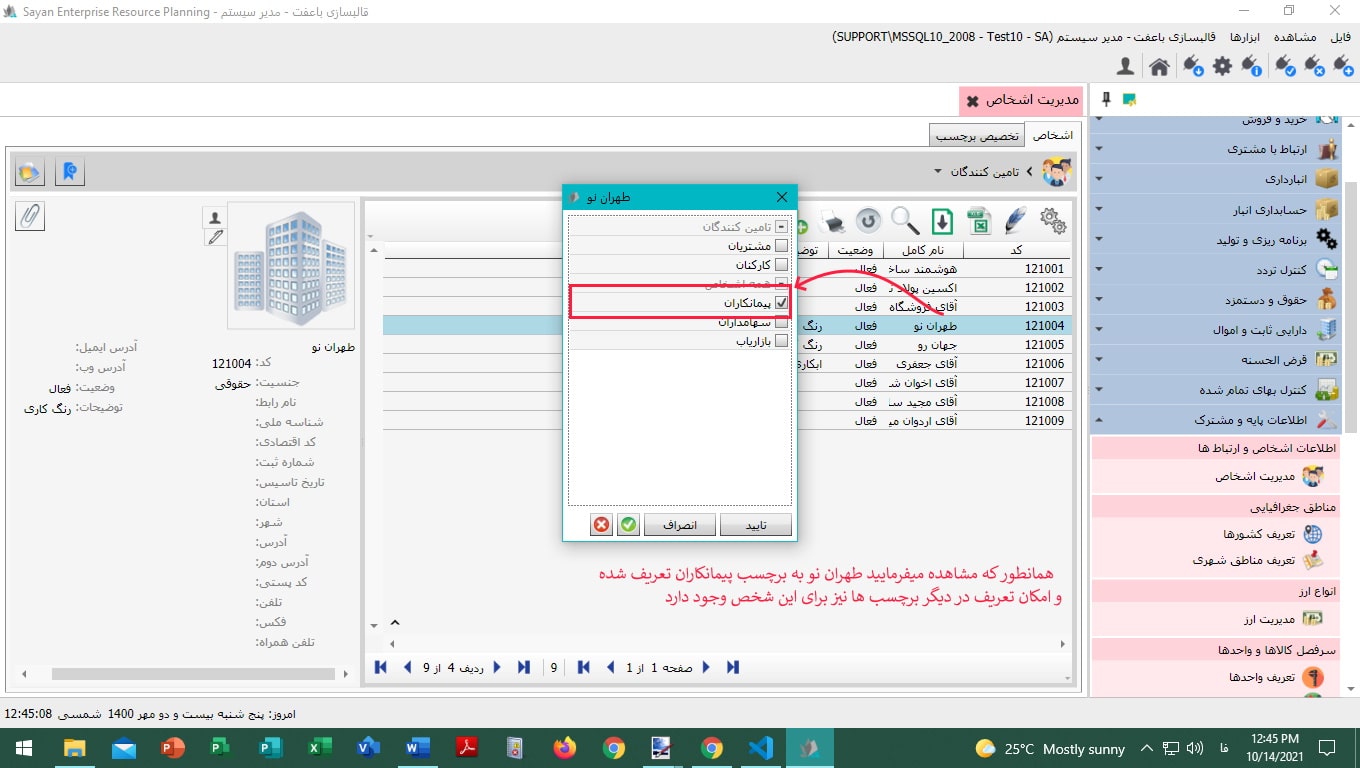 قالبسازی باعفت - مدیر سیستم - Sayan Enterprise Resource Planning
فایل مشاهده ابزارها قالبسازی باعفت - مدیر سیستم (SUPPORT\MSSQL10_2008 - Test10 - SA)
مدیریت اشخاص
اشخاص
تخصیص برچسب
تامین کنندگان
خرید و فروش
ارتباط با مشتری
انبارداری
حسابداری انبار
برنامه ریزی و تولید
کنترل تردد
حقوق و دستمزد
دارایی ثابت و اموال
قرض الحسنه
کنترل بهای تمام شده
اطلاعات پایه و مشترک
اطلاعات اشخاص و ارتباط ها
مدیریت اشخاص
مناطق جغرافیایی
تعریف کشورها
تعریف مناطق شهری
انواع ارز
مدیریت ارز
سرفصل کالاها و واحدها
تعریف واحدها
کد نام کامل وضعیت
121001 هوشمند ساخ فعال
121002 اکسین پولاد فعال
121003 آقای فروشگاه فعال
121004 طهران نو فعال رنگ
121005 جهان رو فعال رنگ
121006 آقای جعفری فعال ابکاری
121007 آقای اخوان فعال
121008 آقای مجید فعال
121009 آقای اردوان فعال
طهران نو
تامین کنندگان
مشتریان
کارکنان
همه اشخاص
پیمانکاران
سهامداران
بازاریاب
تایید انصراف
همانطور که مشاهده میفرمایید طهران نو به برچسب پیمانکاران تعریف شده
و امکان تعریف در دیگر برچسب ها نیز برای این شخص وجود دارد
صفحه 1 از 1
9
ردیف 4 از 9
طهران نو
کد: 121004
جنسیت: حقوقی
نام رابط:
شناسه ملی:
کد اقتصادی:
شماره ثبت:
تاریخ تاسیس:
استان:
شهر:
آدرس:
آدرس دوم:
کد پستی:
تلفن:
فکس:
تلفن همراه:
آدرس ایمیل:
آدرس وب:
وضعیت: فعال
توضیحات: رنگ کاری
امروز: پنج شنبه بیست و دو مهر 1400 شمسی 12:45:08
25°C Mostly sunny
فا
12:45 PM
10/14/2021